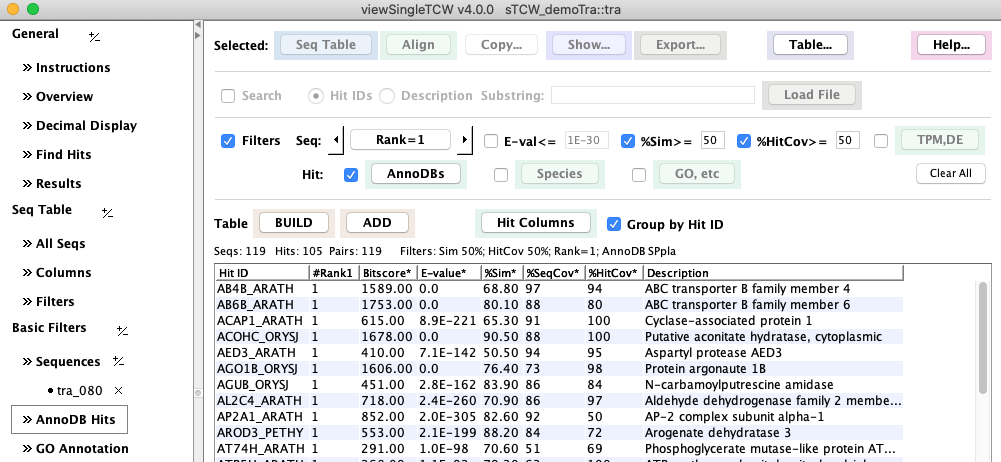 viewSingleTCW v4.0.0 sTCW_demoTra::tra
General +/-
>> Instructions
>> Overview
>> Decimal Display
>> Find Hits
>> Results
Seq Table +/-
>> All Seqs
>> Columns
>> Filters
Basic Filters +/-
>> Sequences +/-
• tra_080 ×
>> AnnoDB Hits
>> GO Annotation
Selected: Seq Table Align Copy... Show... Export... Table... Help...
Search Hit IDs Description Substring: Load File
Filters Seq: Rank=1 E-val<= 1E-30 %Sim>= 50 %HitCov>= 50 TPM,DE
Hit: AnnoDBs Species GO, etc Clear All
Table BUILD ADD Hit Columns Group by Hit ID
Seqs: 119 Hits: 105 Pairs: 119 Filters: Sim 50%; HitCov 50%; Rank=1; AnnoDB SPpla
Hit ID #Rank1 Bitscore* E-value* %Sim* %SeqCov* %HitCov* Description
AB4B_ARATH 1 1589.00 0.0 68.80 97 94 ABC transporter B family member 4
AB6B_ARATH 1 1753.00 0.0 80.10 88 80 ABC transporter B family member 6
ACAP1_ARATH 1 615.00 8.9E-221 65.30 91 100 Cyclase-associated protein 1
ACOHC_ORYSJ 1 1678.00 0.0 90.50 88 100 Putative aconitate hydratase, cytoplasmic
AED3_ARATH 1 410.00 7.1E-142 50.50 94 95 Aspartyl protease AED3
AGO1B_ORYSJ 1 1606.00 0.0 76.40 73 98 Protein argonaute 1B
AGUB_ORYSJ 1 451.00 2.8E-162 83.90 86 84 N-carbamoylputrescine amidase
AL2C4_ARATH 1 718.00 2.4E-260 70.90 86 97 Aldehyde dehydrogenase family 2 membe...
AP2A1_ARATH 1 852.00 2.0E-305 82.60 92 50 AP-2 complex subunit alpha-1
AROD3_PETHY 1 553.00 2.1E-199 88.20 84 72 Arogenate dehydratase 3
AT74H_ARATH 1 291.00 1.0E-98 70.60 51 69 Phosphoglycerate mutase-like protein AT...